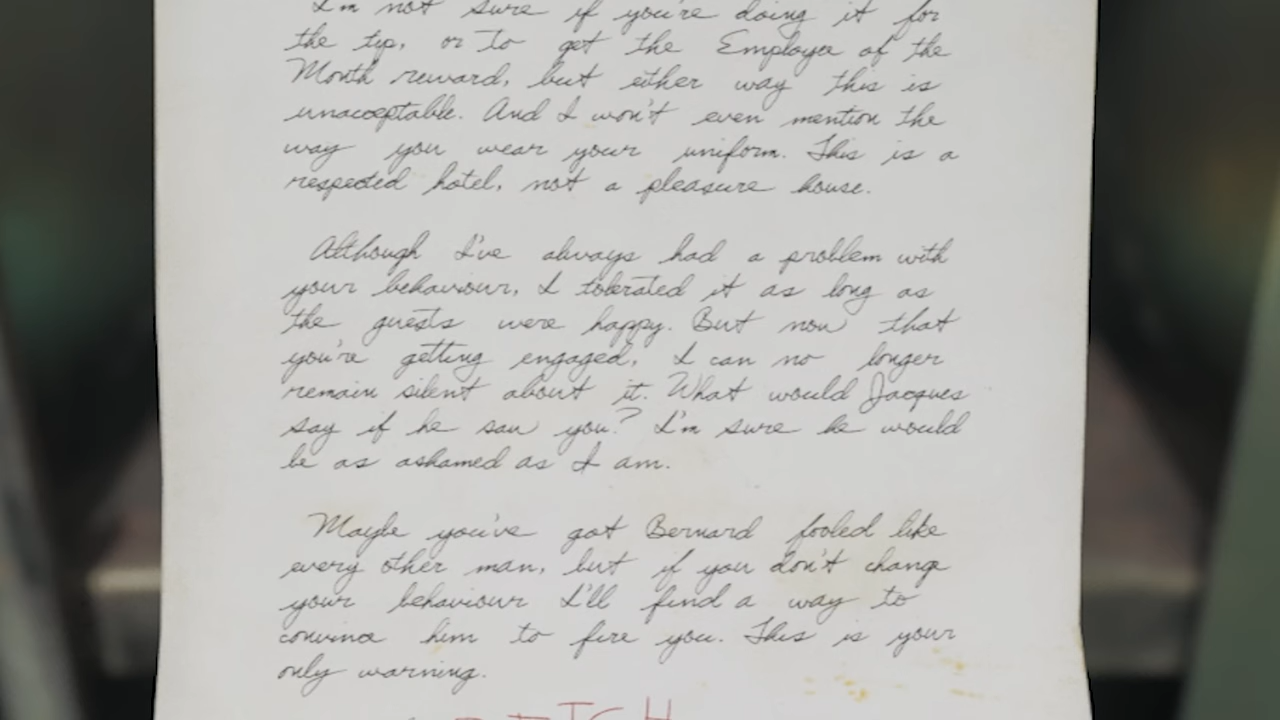 I'm not sure if you're doing it for
the tip, or to get the Employee of the
Month reward, but either way this is
unacceptable. And I won't even mention the
way you wear your uniform. This is a
respected hotel, not a pleasure house.
Although I've always had a problem with
your behaviour, I tolerated it as long as
the guests were happy. But now that
you're getting engaged, I can no longer
remain silent about it. What would Jacques
say if he saw you? I'm sure he would
be as ashamed as I am.
Maybe you've got Bernard fooled like
every other man, but if you don't change
your behaviour I'll find a way to
convince him to fire you. This is your
only warning.